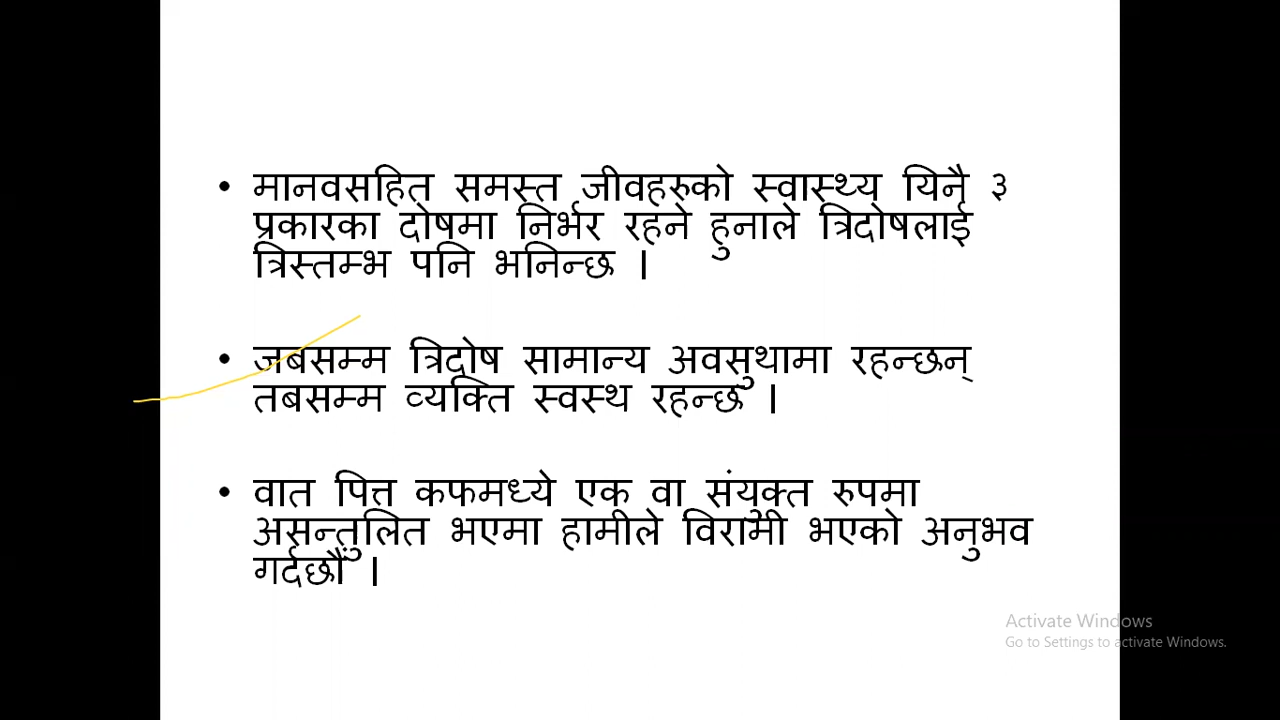 • मानवसहित समस्त जीवहरुको स्वास्थ्य यिनै ३
प्रकारका दोषमा निर्भर रहने हुनाले त्रिदोषलाई
त्रिस्तम्भ पनि भनिन्छ ।
• जबसम्म त्रिदोष सामान्य अवसुथामा रहन्छन्
तबसम्म व्यक्ति स्वस्थ रहन्छ ।
• वात पित्त कफमध्ये एक वा संयुक्त रुपमा
असन्तुलित भएमा हामीले विरामी भएको अनुभव
गर्दछौं ।
Activate Windows
Go to Settings to activate Windows.